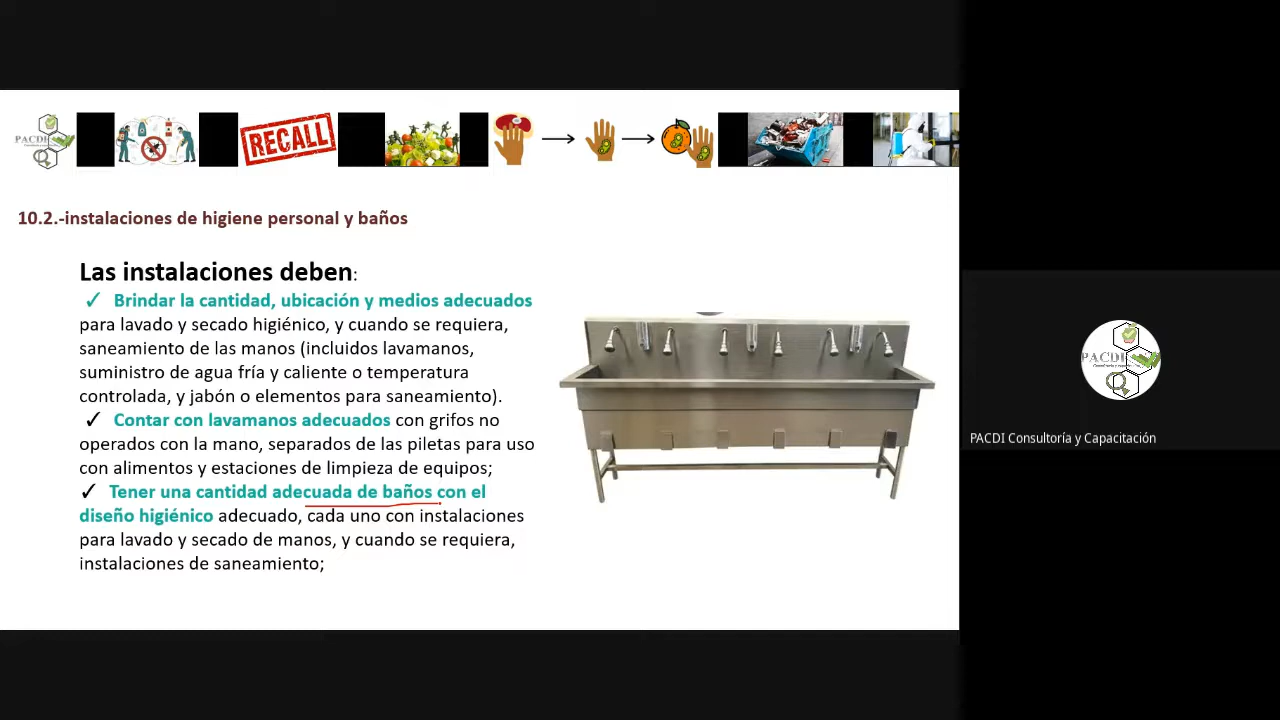 PACDI
RECALL
10.2.-instalaciones de higiene personal y baños
Las instalaciones deben:
✓ Brindar la cantidad, ubicación y medios adecuados
para lavado y secado higiénico, y cuando se requiera,
saneamiento de las manos (incluidos lavamanos,
suministro de agua fría y caliente o temperatura
controlada, y jabón o elementos para saneamiento).
✓ Contar con lavamanos adecuados con grifos no
operados con la mano, separados de las piletas para uso
con alimentos y estaciones de limpieza de equipos;
✓ Tener una cantidad adecuada de baños con el
diseño higiénico adecuado, cada uno con instalaciones
para lavado y secado de manos, y cuando se requiera,
instalaciones de saneamiento;
PACDI
PACDI Consultoría y Capacitación